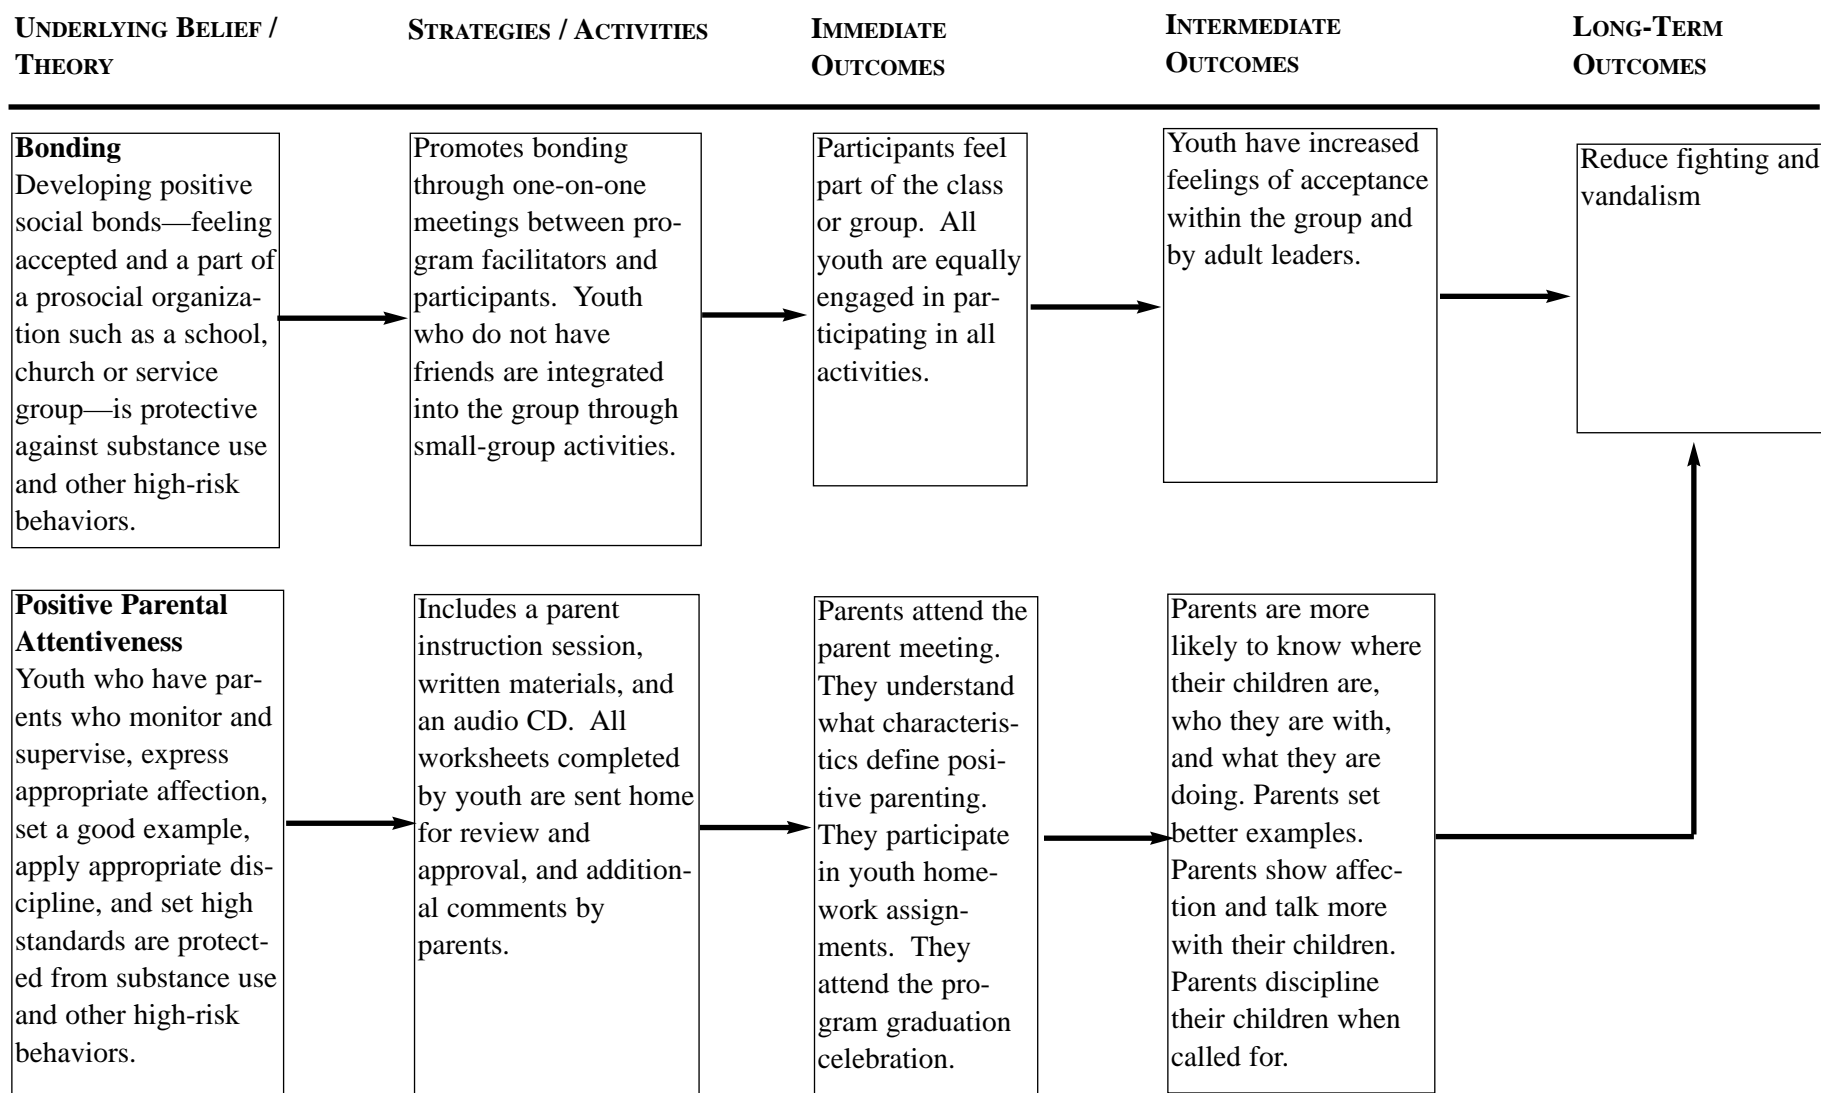 UNDERLYING BELIEF /
THEORY
STRATEGIES / ACTIVITIES
IMMEDIATE
OUTCOMES
INTERMEDIATE
OUTCOMES
LONG-TERM
OUTCOMES
Bonding
Developing positive
social bonds—feeling
accepted and a part of
a prosocial organiza-
tion such as a school,
church or service
group—is protective
against substance use
and other high-risk
behaviors.
Promotes bonding
through one-on-one
meetings between pro-
gram facilitators and
participants.  Youth
who do not have
friends are integrated
into the group through
small-group activities.
Participants feel
part of the class
or group.  All
youth are equally
engaged in par-
ticipating in all
activities.
Youth have increased
feelings of acceptance
within the group and
by adult leaders.
Reduce fighting and
vandalism
Positive Parental
Attentiveness
Youth who have par-
ents who monitor and
supervise, express
appropriate affection,
set a good example,
apply appropriate dis-
cipline, and set high
standards are protect-
ed from substance use
and other high-risk
behaviors.
Includes a parent
instruction session,
written materials, and
an audio CD.  All
worksheets completed
by youth are sent home
for review and
approval, and addition-
al comments by
parents.
Parents attend the
parent meeting.
They understand
what characteris-
tics define posi-
tive parenting.
They participate
in youth home-
work assign-
ments.  They
attend the pro-
gram graduation
celebration.
Parents are more
likely to know where
their children are,
who they are with,
and what they are
doing. Parents set
better examples.
Parents show affec-
tion and talk more
with their children.
Parents discipline
their children when
called for.